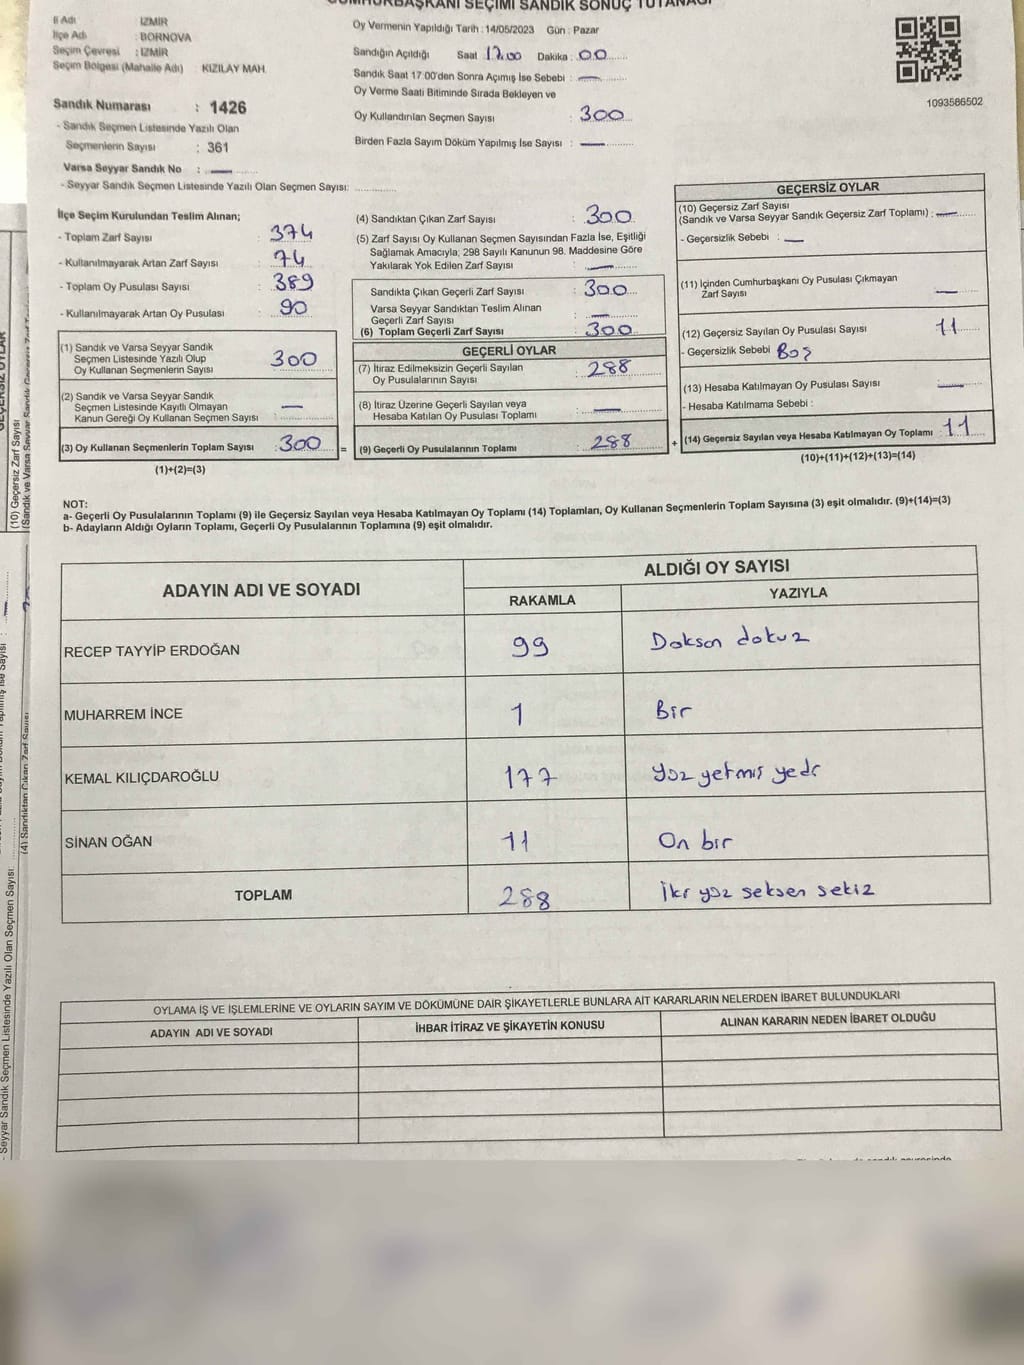 CUMHURBAŞKANI SEÇİMİ SANDIK SONUÇ TUTANAĞI
İl Adı İZMİR
İlçe Adı : BORNOVA
Seçim Çevresi : İZMİR
Seçim Bölgesi (Mahalle Adı) : KIZILAY MAH.
Sandık Numarası : 1426
- Sandık Seçmen Listesinde Yazılı Olan
Seçmenlerin Sayısı : 361
Varsa Seyyar Sandık No : —
- Seyyar Sandık Seçmen Listesinde Yazılı Olan Seçmen Sayısı: ............
Oy Vermenin Yapıldığı Tarih : 14/05/2023 Gün : Pazar
Sandığın Açıldığı Saat 17.00 Dakika : 00
Sandık Saat 17:00'den Sonra Açımış İse Sebebi : —
Oy Verme Saati Bitiminde Sırada Bekleyen ve
Oy Kullandırılan Seçmen Sayısı : 300
Birden Fazla Sayım Döküm Yapılmış İse Sayısı : —
1093586502
İlçe Seçim Kurulundan Teslim Alınan;
- Toplam Zarf Sayısı : 374
- Kullanılmayarak Artan Zarf Sayısı : 74
- Toplam Oy Pusulası Sayısı : 389
- Kullanılmayarak Artan Oy Pusulası : 90
(1) Sandık ve Varsa Seyyar Sandık
Seçmen Listesinde Yazılı Olup
Oy Kullanan Seçmenlerin Sayısı 300
(2) Sandık ve Varsa Seyyar Sandık
Seçmen Listesinde Kayıtlı Olmayan
Kanun Gereği Oy Kullanan Seçmen Sayısı : —
(3) Oy Kullanan Seçmenlerin Toplam Sayısı : 300 =
(1)+(2)=(3)
(4) Sandıktan Çıkan Zarf Sayısı : 300
(5) Zarf Sayısı Oy Kullanan Seçmen Sayısından Fazla İse, Eşitliği
Sağlamak Amacıyla; 298 Sayılı Kanunun 98. Maddesine Göre
Yakılarak Yok Edilen Zarf Sayısı : —
Sandıkta Çıkan Geçerli Zarf Sayısı : 300
Varsa Seyyar Sandıktan Teslim Alınan
Geçerli Zarf Sayısı : —
(6) Toplam Geçerli Zarf Sayısı : 300
GEÇERLİ OYLAR
(7) İtiraz Edilmeksizin Geçerli Sayılan
Oy Pusulalarının Sayısı : 288
(8) İtiraz Üzerine Geçerli Sayılan veya
Hesaba Katılan Oy Pusulası Toplamı : —
(9) Geçerli Oy Pusulalarının Toplamı : 288 +
GEÇERSİZ OYLAR
(10) Geçersiz Zarf Sayısı
(Sandık ve Varsa Seyyar Sandık Geçersiz Zarf Toplamı) : —
- Geçersizlik Sebebi : —
(11) İçinden Cumhurbaşkanı Oy Pusulası Çıkmayan
Zarf Sayısı —
(12) Geçersiz Sayılan Oy Pusulası Sayısı 11
- Geçersizlik Sebebi Boş
(13) Hesaba Katılmayan Oy Pusulası Sayısı —
- Hesaba Katılmama Sebebi :
(14) Geçersiz Sayılan veya Hesaba Katılmayan Oy Toplamı : 11
(10)+(11)+(12)+(13)=(14)
NOT:
a- Geçerli Oy Pusulalarının Toplamı (9) ile Geçersiz Sayılan veya Hesaba Katılmayan Oy Toplamı (14) Toplamları, Oy Kullanan Seçmenlerin Toplam Sayısına (3) eşit olmalıdır. (9)+(14)=(3)
b- Adayların Aldığı Oyların Toplamı, Geçerli Oy Pusulalarının Toplamına (9) eşit olmalıdır.
ADAYIN ADI VE SOYADI
ALDIĞI OY SAYISI
RAKAMLA YAZIYLA
RECEP TAYYİP ERDOĞAN 99 Doksan dokuz
MUHARREM İNCE 1 Bir
KEMAL KILIÇDAROĞLU 177 yüz yetmiş yedi
SİNAN OĞAN 11 On bir
TOPLAM 288 İki yüz seksen sekiz
OYLAMA İŞ VE İŞLEMLERİNE VE OYLARIN SAYIM VE DÖKÜMÜNE DAİR ŞİKAYETLERLE BUNLARA AİT KARARLARIN NELERDEN İBARET BULUNDUKLARI
ADAYIN ADI VE SOYADI İHBAR İTİRAZ VE ŞİKAYETİN KONUSU ALINAN KARARIN NEDEN İBARET OLDUĞU
GEÇERSİZ OYLAR
(10) Geçersiz Zarf Sayısı
(4) Sandıktan Çıkan Zarf Sayısı
- Seyyar Sandık Seçmen Listesinde Yazılı Olan Seçmen Sayısı: